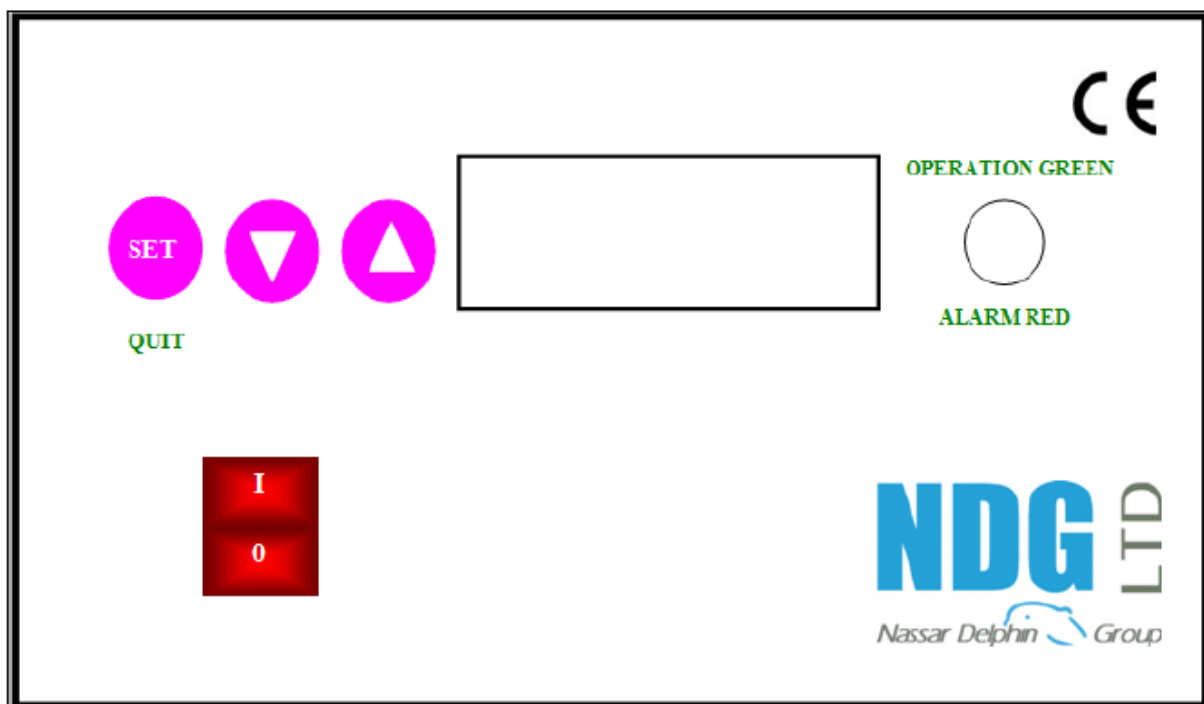 CE
OPERATION GREEN
SET
ALARM RED
QUIT
I
0
NDG
LTD
Nassar Delphin Group